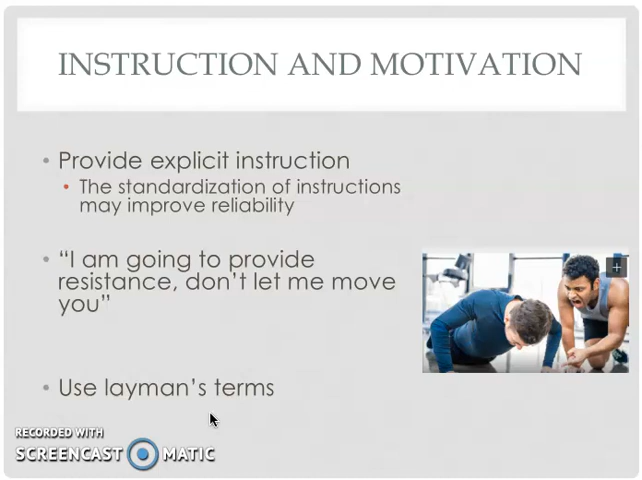 INSTRUCTION AND MOTIVATION
• Provide explicit instruction
• The standardization of instructions
may improve reliability
• “I am going to provide
resistance, don’t let me move
you”
• Use layman’s terms
RECORDED WITH
SCREENCAST MATIC